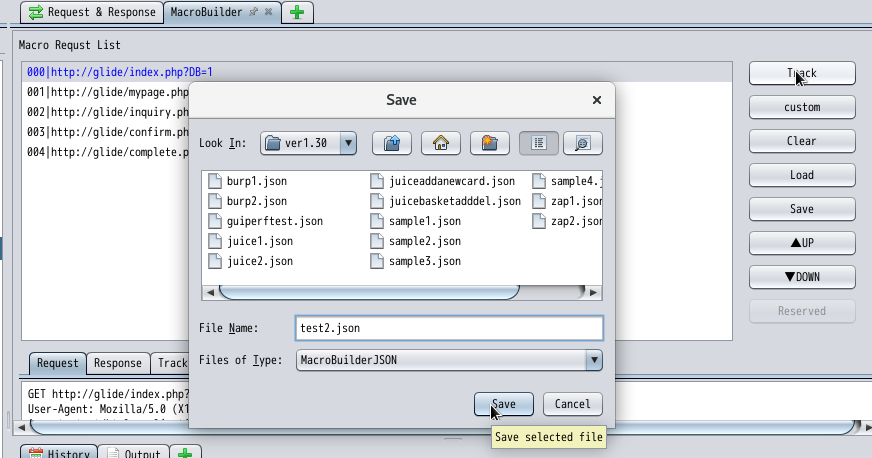 Request & Response
MacroBuilder
Macro Requst List
000|http://glide/index.php?DB=1
001|http://glide/mypage.php
002|http://glide/inquiry.ph
003|http://glide/confirm.ph
004|http://glide/complete.p
Track
custom
Clear
Load
Save
▲UP
▼DOWN
Reserved
Save
Look In:
ver1.30
burp1.json
burp2.json
guiperftest.json
juice1.json
juice2.json
juiceaddanewcard.json
juicebasketadddel.json
sample1.json
sample2.json
sample3.json
sample4.j
zap1.json
zap2.json
File Name:
test2.json
Files of Type:
MacroBuilderJSON
Save
Cancel
Save selected file
Request
Response
Track
GET http://glide/index.php?
User-Agent: Mozilla/5.0 (X1
History
Output